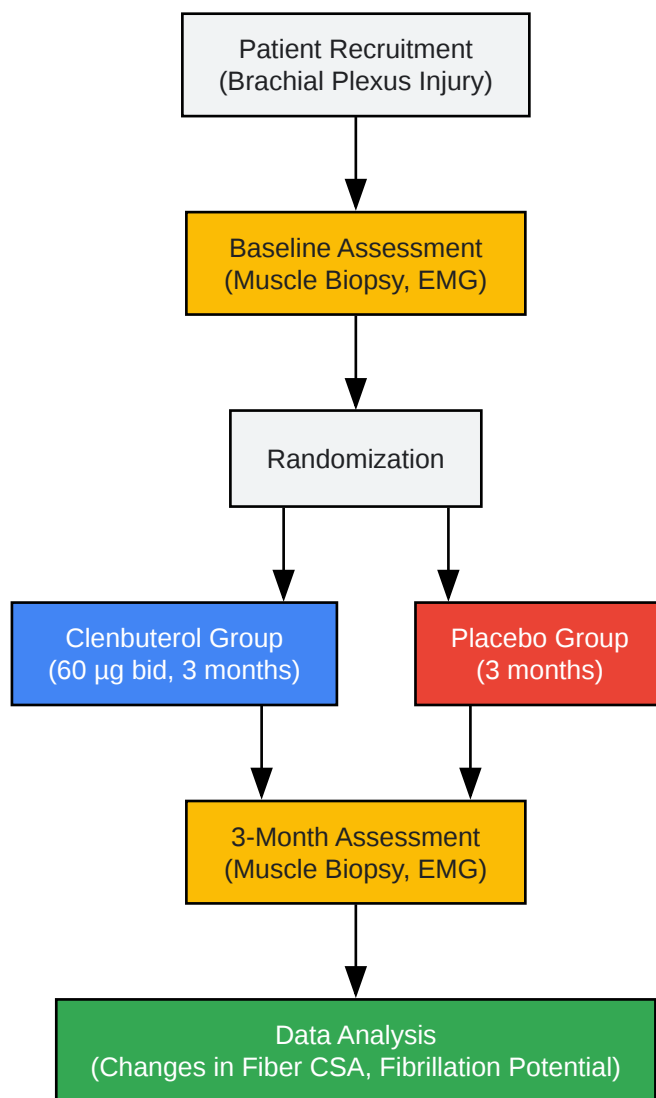 Patient Recruitment
(Brachial Plexus Injury)
Baseline Assessment
(Muscle Biopsy, EMG)
Randomization
Clenbuterol Group
(60 µg bid, 3 months)
Placebo Group
(3 months)
3-Month Assessment
(Muscle Biopsy, EMG)
Data Analysis
(Changes in Fiber CSA, Fibrillation Potential)